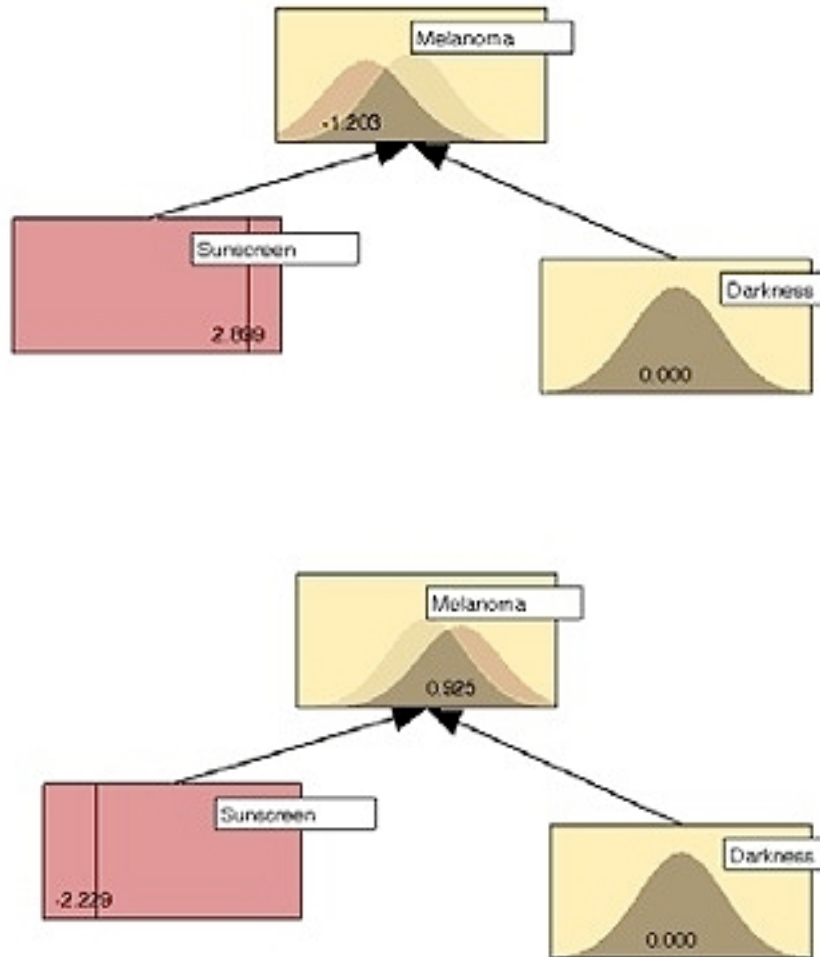 Melanoma
-1.203
Sunscreen
2.899
Darkness
0.000
Melanoma
0.925
Sunscreen
-2.229
Darkness
0.000